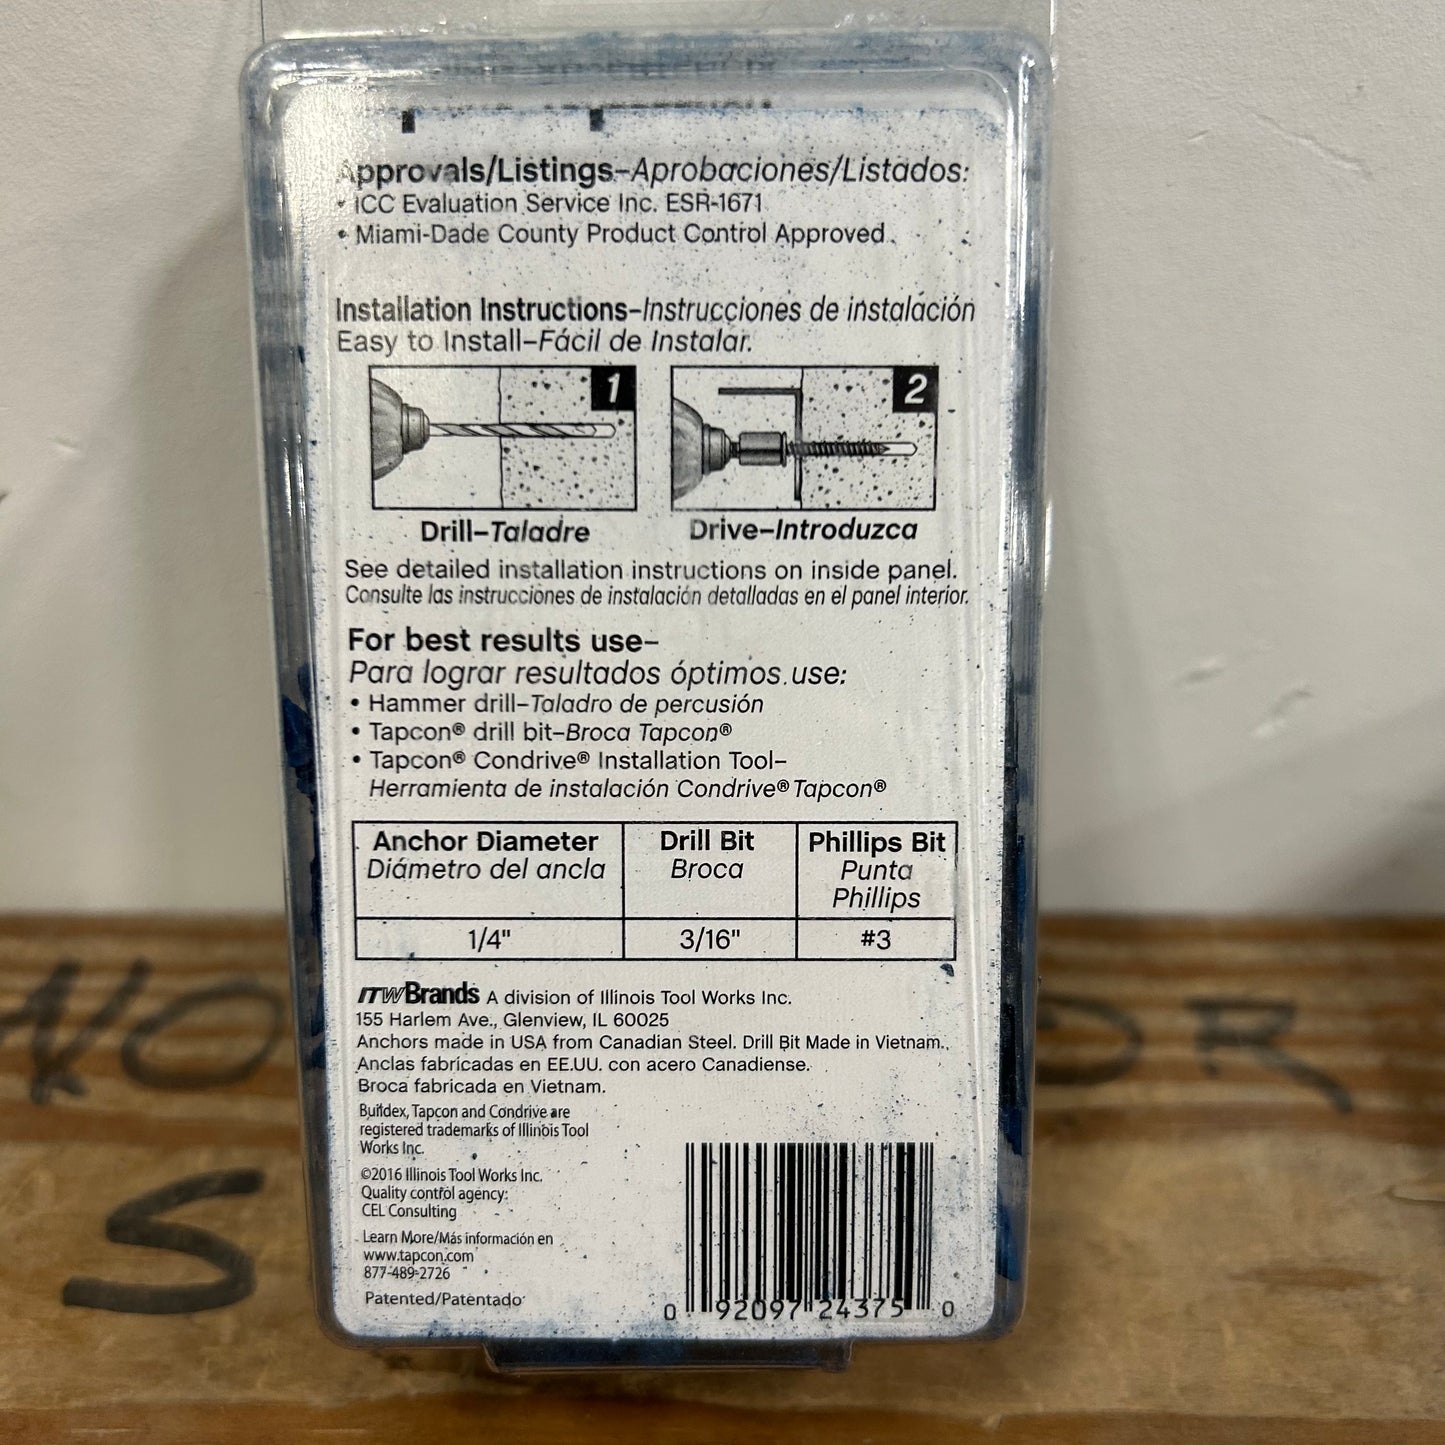 Approvals/Listings–Aprobaciones/Listados:
• ICC Evaluation Service Inc. ESR-1671
• Miami-Dade County Product Control Approved.
Installation Instructions–Instrucciones de instalación
Easy to Install–Fácil de Instalar.
1
2
Drill–Taladre
Drive–Introduzca
See detailed installation instructions on inside panel.
Consulte las instrucciones de instalación detalladas en el panel interior.
For best results use–
Para lograr resultados óptimos use:
• Hammer drill–Taladro de percusión
• Tapcon® drill bit–Broca Tapcon®
• Tapcon® Condrive® Installation Tool–
Herramienta de instalación Condrive® Tapcon®
Anchor Diameter Drill Bit Phillips Bit
Diámetro del ancla Broca Punta
Phillips
1/4" 3/16" #3
ITW Brands A division of Illinois Tool Works Inc.
155 Harlem Ave., Glenview, IL 60025
Anchors made in USA from Canadian Steel. Drill Bit Made in Vietnam.
Anclas fabricadas en EE.UU. con acero Canadiense.
Broca fabricada en Vietnam.
Buildex, Tapcon and Condrive are
registered trademarks of Illinois Tool
Works Inc.
©2016 Illinois Tool Works Inc.
Quality control agency:
CEL Consulting
Learn More/Más información en
www.tapcon.com
877-489-2726
Patented/Patentado
0 92097 24375 0
S